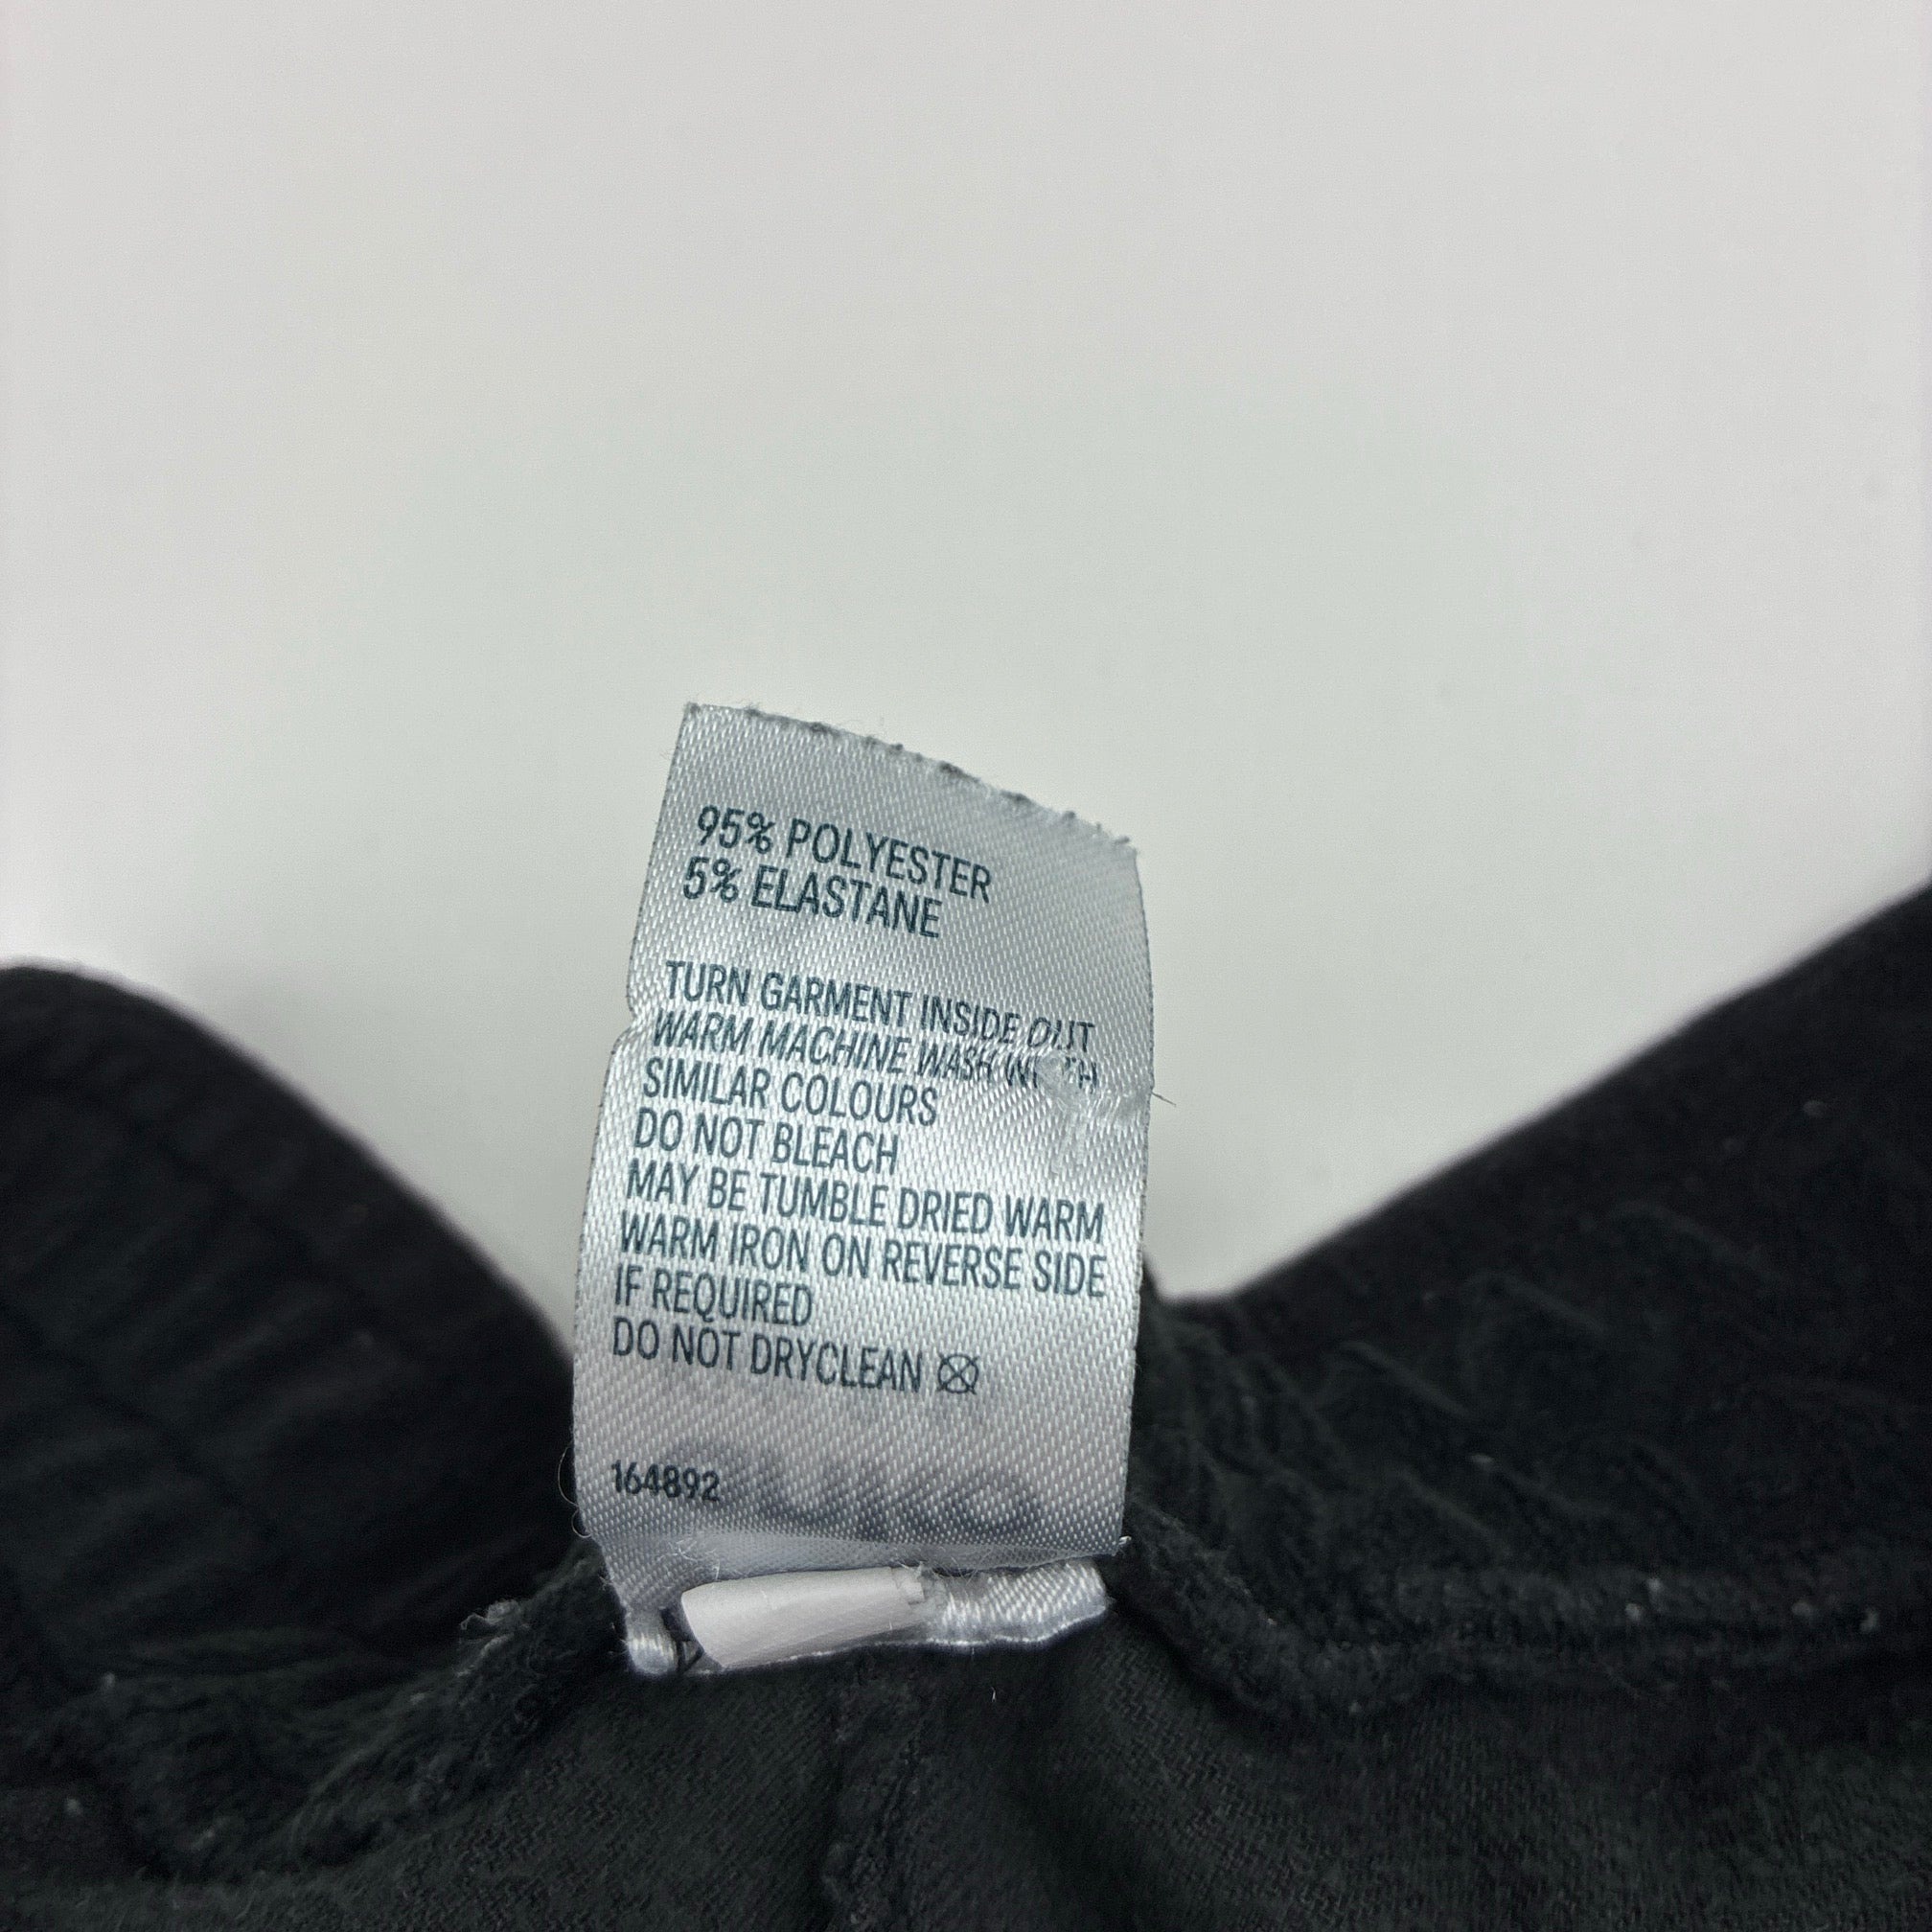 95% POLYESTER
5% ELASTANE
TURN GARMENT INSIDE OUT
WARM MACHINE WASH WITH
SIMILAR COLOURS
DO NOT BLEACH
MAY BE TUMBLE DRIED WARM
WARM IRON ON REVERSE SIDE
IF REQUIRED
DO NOT DRYCLEAN
164892